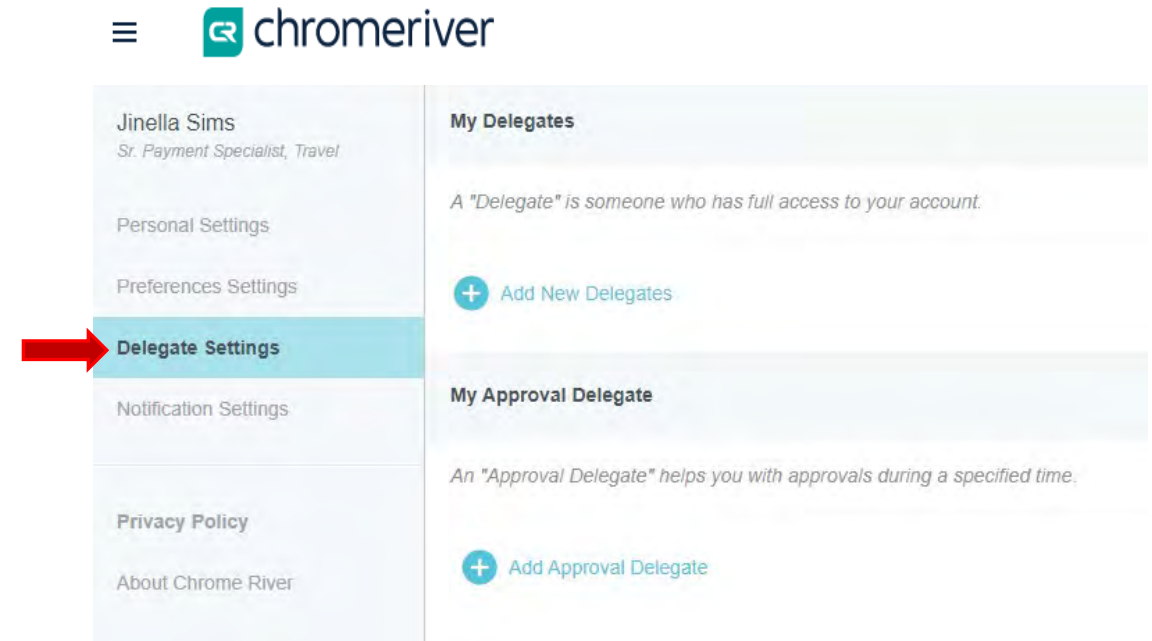 CR chromeriver
Jinella Sims
Sr. Payment Specialist, Travel
Personal Settings
Preferences Settings
Delegate Settings
Notification Settings
Privacy Policy
About Chrome River
My Delegates
A "Delegate" is someone who has full access to your account.
Add New Delegates
My Approval Delegate
An "Approval Delegate" helps you with approvals during a specified time.
Add Approval Delegate